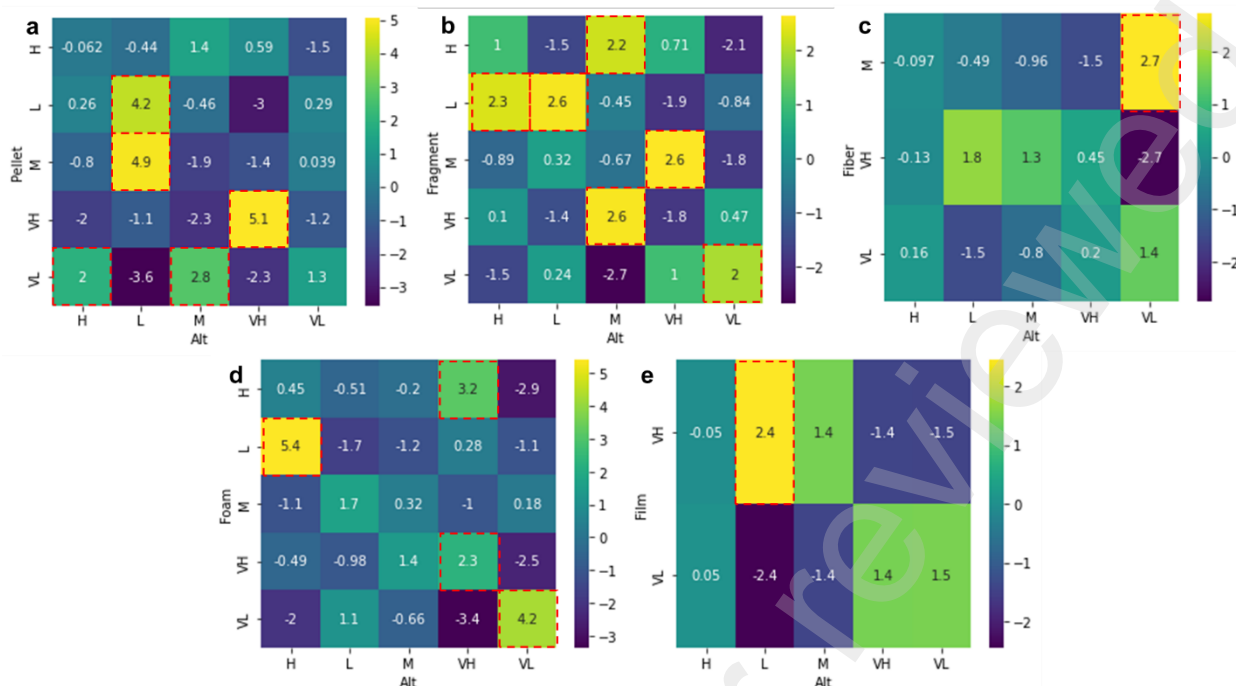 a
Pellet
H -0.062 -0.44 1.4 0.59 -1.5
L 0.26 4.2 -0.46 -3 0.29
M -0.8 4.9 -1.9 -1.4 0.039
VH -2 -1.1 -2.3 5.1 -1.2
VL 2 -3.6 2.8 -2.3 1.3
H L M VH VL
Alt
5
4
3
2
1
0
−1
−2
−3
b
Fragment
H 1 -1.5 2.2 0.71 -2.1
L 2.3 2.6 -0.45 -1.9 -0.84
M -0.89 0.32 -0.67 2.6 -1.8
VH 0.1 -1.4 2.6 -1.8 0.47
VL -1.5 0.24 -2.7 1 2
H L M VH VL
Alt
2
1
0
−1
−2
c
Fiber
M -0.097 -0.49 -0.96 -1.5 2.7
VH -0.13 1.8 1.3 0.45 -2.7
VL 0.16 -1.5 -0.8 0.2 1.4
H L M VH VL
Alt
2
1
0
−1
−2
d
Foam
H 0.45 -0.51 -0.2 3.2 -2.9
L 5.4 -1.7 -1.2 0.28 -1.1
M -1.1 1.7 0.32 -1 0.18
VH -0.49 -0.98 1.4 2.3 -2.5
VL -2 1.1 -0.66 -3.4 4.2
H L M VH VL
Alt
5
4
3
2
1
0
−1
−2
−3
e
Film
VH -0.05 2.4 1.4 -1.4 -1.5
VL 0.05 -2.4 -1.4 1.4 1.5
H L M VH VL
Alt
2
1
0
−1
−2
reviewed